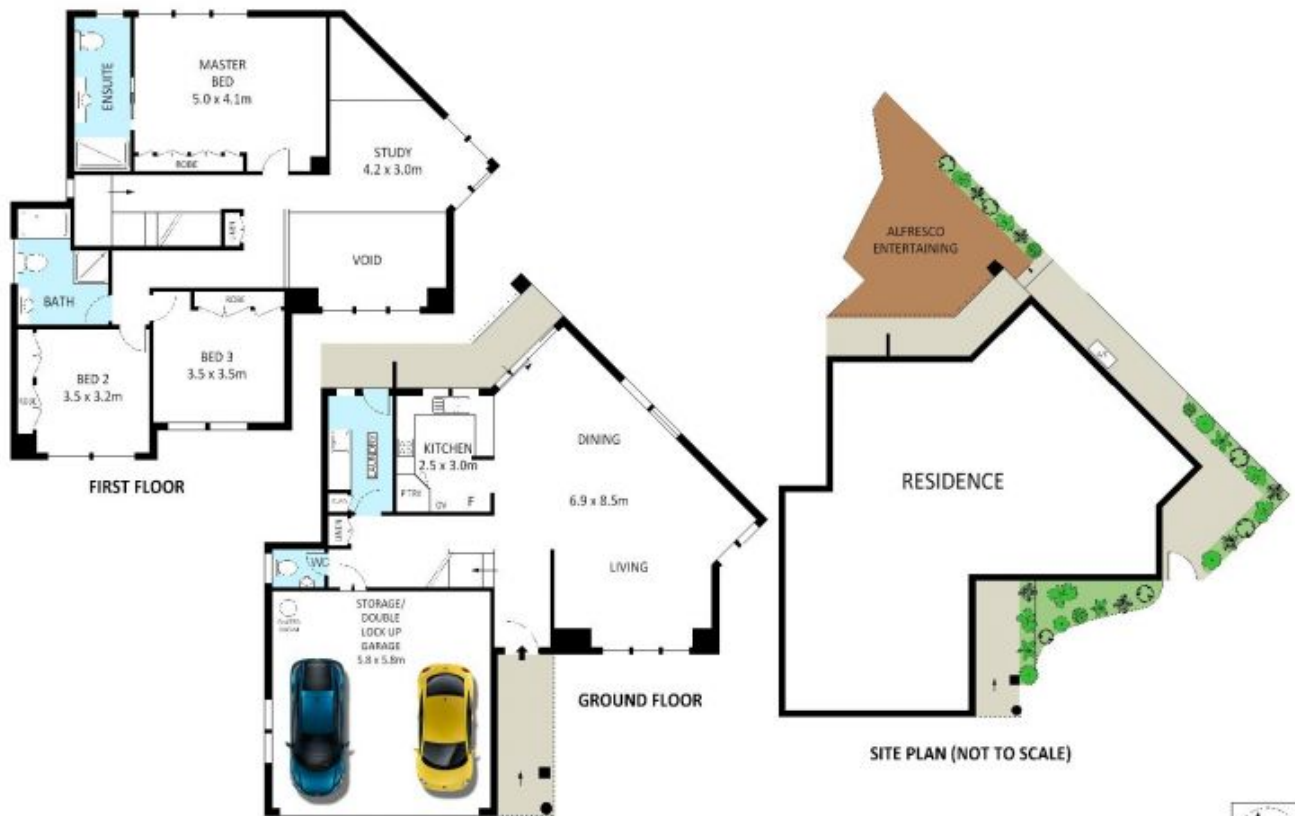 ENSUITE
MASTER
BED
5.0 x 4.1m
ROBE
STUDY
4.2 x 3.0m
LINEN
VOID
BATH
BED 2
3.5 x 3.2m
ROBE
BED 3
3.5 x 3.5m
ROBE
FIRST FLOOR
LAUNDRY
KITCHEN
2.5 x 3.0m
PTRY
OV
F
DINING
6.9 x 8.5m
LIVING
LINEN
WC
STORAGE/
DOUBLE
LOCK UP
GARAGE
5.8 x 5.8m
GROUND FLOOR
ALFRESCO
ENTERTAINING
RESIDENCE
SITE PLAN (NOT TO SCALE)